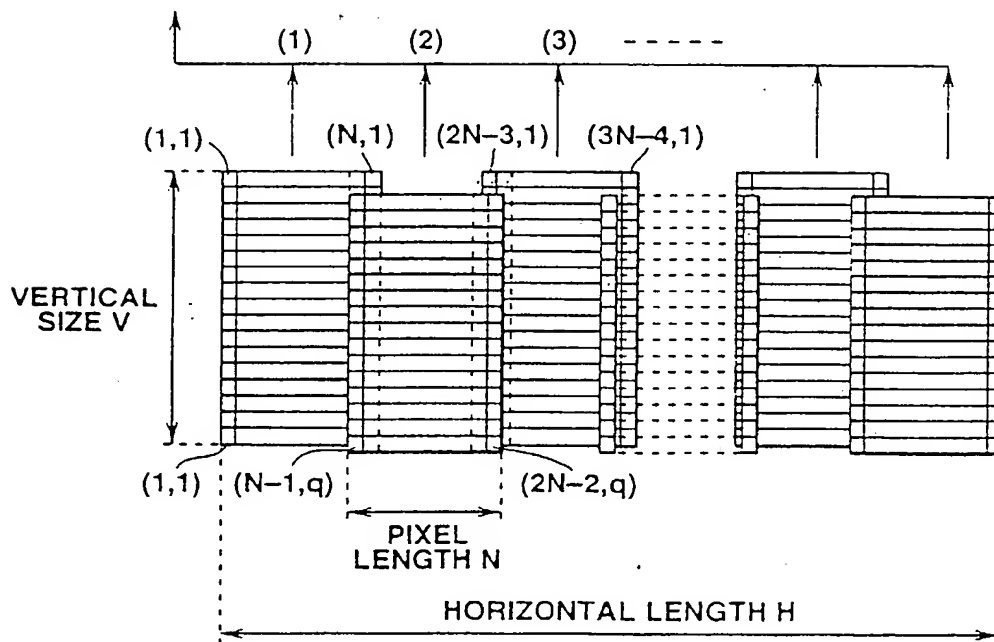 (1) (2) (3)
(1,1) (N,1) (2N-3,1) (3N-4,1)
VERTICAL
SIZE V
(1,1) (N-1,q) (2N-2,q)
PIXEL
LENGTH N
HORIZONTAL LENGTH H